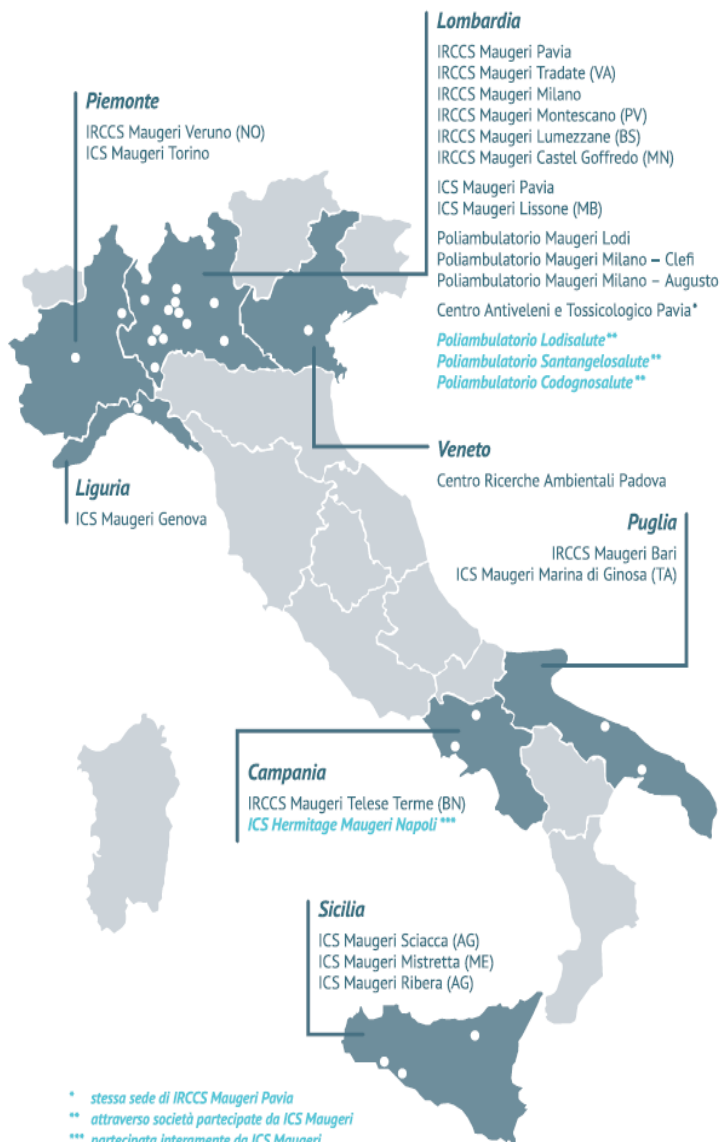 Lombardia
IRCCS Maugeri Pavia
IRCCS Maugeri Tradate (VA)
IRCCS Maugeri Milano
IRCCS Maugeri Montescano (PV)
IRCCS Maugeri Lumezzane (BS)
IRCCS Maugeri Castel Goffredo (MN)
ICS Maugeri Pavia
ICS Maugeri Lissone (MB)
Poliambulatorio Maugeri Lodi
Poliambulatorio Maugeri Milano – Clefi
Poliambulatorio Maugeri Milano – Augusto
Centro Antiveleni e Tossicologico Pavia*
Poliambulatorio Lodisalute**
Poliambulatorio Santangelosalute**
Poliambulatorio Codognosalute**
Piemonte
IRCCS Maugeri Veruno (NO)
ICS Maugeri Torino
Veneto
Centro Ricerche Ambientali Padova
Liguria
ICS Maugeri Genova
Puglia
IRCCS Maugeri Bari
ICS Maugeri Marina di Ginosa (TA)
Campania
IRCCS Maugeri Telese Terme (BN)
ICS Hermitage Maugeri Napoli ***
Sicilia
ICS Maugeri Sciacca (AG)
ICS Maugeri Mistretta (ME)
ICS Maugeri Ribera (AG)
* stessa sede di IRCCS Maugeri Pavia
** attraverso società partecipate da ICS Maugeri
*** partecipata interamente da ICS Maugeri